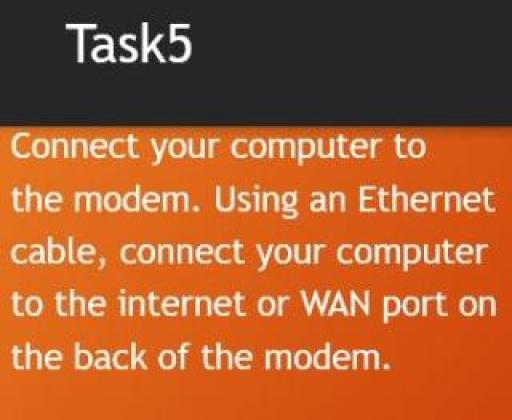 Task5
Connect your computer to
the modem. Using an Ethernet
cable, connect your computer
to the internet or WAN port on
the back of the modem.